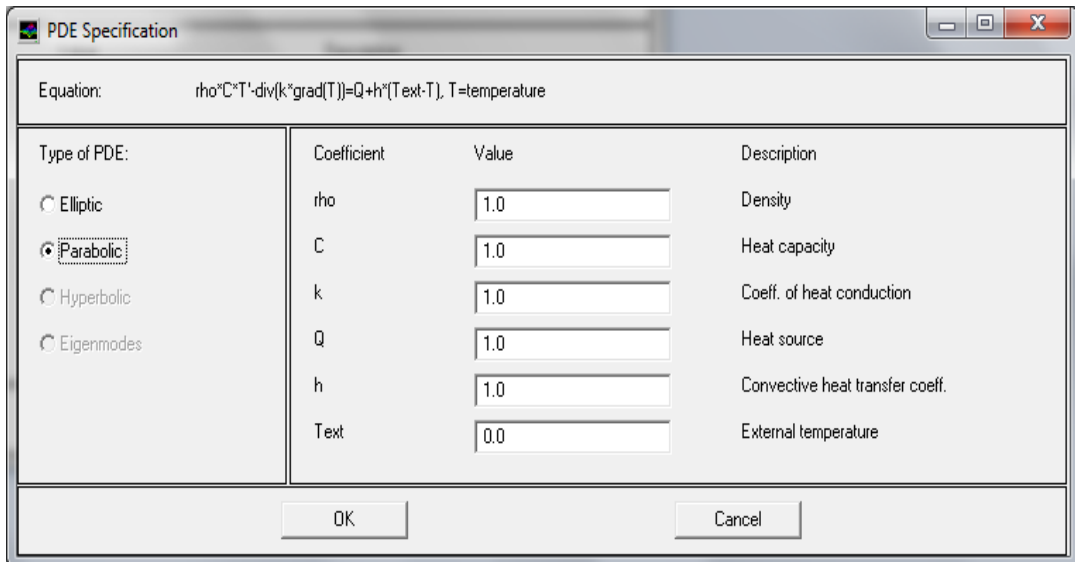 PDE Specification
Equation: rho*C*T'-div(k*grad(T))=Q+h*(Text-T), T=temperature
Type of PDE:
Elliptic
Parabolic
Hyperbolic
Eigenmodes
Coefficient Value Description
rho 1.0 Density
C 1.0 Heat capacity
k 1.0 Coeff. of heat conduction
Q 1.0 Heat source
h 1.0 Convective heat transfer coeff.
Text 0.0 External temperature
OK Cancel